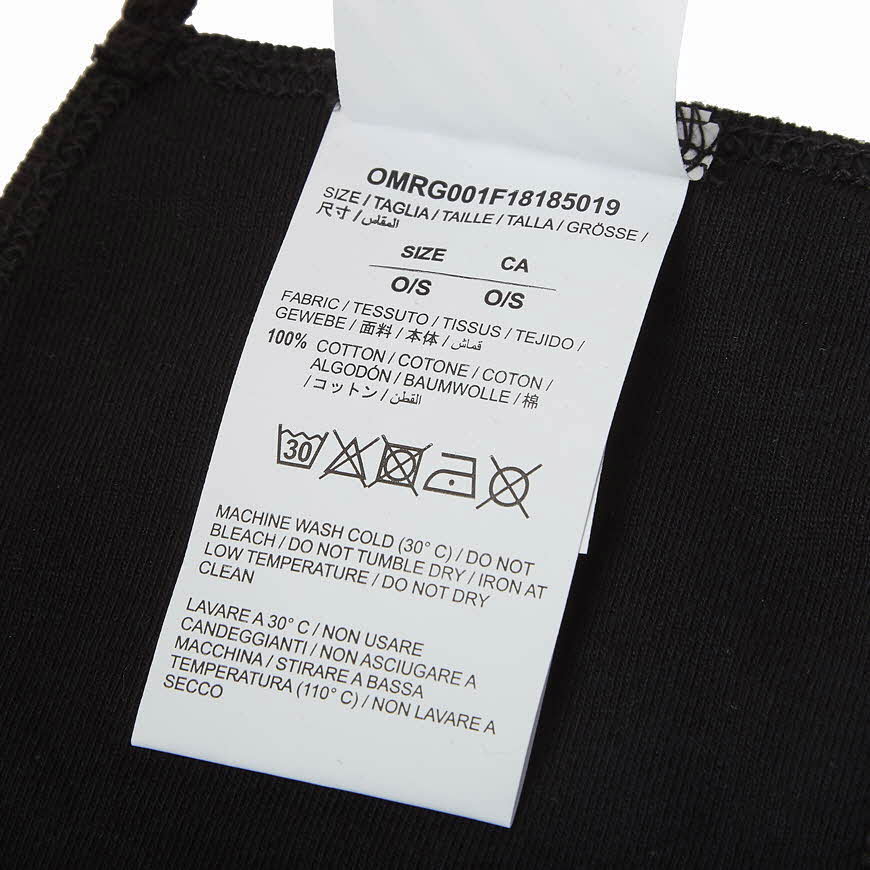 OMRG001F18185019
SIZE / TAGLIA / TAILLE / TALLA / GRÖSSE /
尺寸 / المقاس
SIZE CA
O/S O/S
FABRIC / TESSUTO / TISSUS / TEJIDO /
GEWEBE / 面料 / 本体 / قماش
100% COTTON / COTONE / COTON /
ALGODÓN / BAUMWOLLE / 棉
/ コットン / القطن
30
MACHINE WASH COLD (30° C) / DO NOT
BLEACH / DO NOT TUMBLE DRY / IRON AT
LOW TEMPERATURE / DO NOT DRY
CLEAN
LAVARE A 30° C / NON USARE
CANDEGGIANTI / NON ASCIUGARE A
MACCHINA / STIRARE A BASSA
TEMPERATURA (110° C) / NON LAVARE A
SECCO